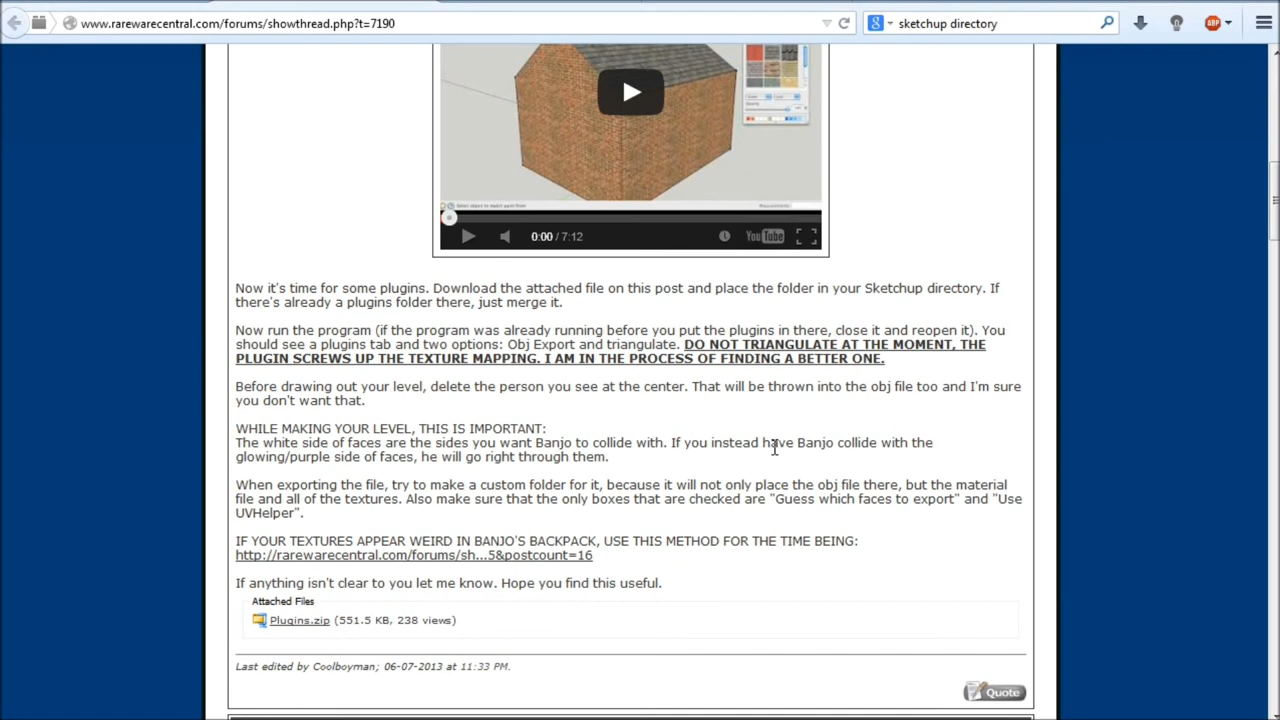 www.rarewarecentral.com/forums/showthread.php?t=7190
sketchup directory
ABP
0:00 / 7:12
YouTube
Now it's time for some plugins. Download the attached file on this post and place the folder in your Sketchup directory. If
there's already a plugins folder there, just merge it.
Now run the program (if the program was already running before you put the plugins in there, close it and reopen it). You
should see a plugins tab and two options: Obj Export and triangulate. DO NOT TRIANGULATE AT THE MOMENT, THE
PLUGIN SCREWS UP THE TEXTURE MAPPING. I AM IN THE PROCESS OF FINDING A BETTER ONE.
Before drawing out your level, delete the person you see at the center. That will be thrown into the obj file too and I'm sure
you don't want that.
WHILE MAKING YOUR LEVEL, THIS IS IMPORTANT:
The white side of faces are the sides you want Banjo to collide with. If you instead have Banjo collide with the
glowing/purple side of faces, he will go right through them.
When exporting the file, try to make a custom folder for it, because it will not only place the obj file there, but the material
file and all of the textures. Also make sure that the only boxes that are checked are "Guess which faces to export" and "Use
UVHelper".
IF YOUR TEXTURES APPEAR WEIRD IN BANJO'S BACKPACK, USE THIS METHOD FOR THE TIME BEING:
http://rarewarecentral.com/forums/sh...5&postcount=16
If anything isn't clear to you let me know. Hope you find this useful.
Attached Files
Plugins.zip (551.5 KB, 238 views)
Last edited by Coolboyman; 06-07-2013 at 11:33 PM.
Quote